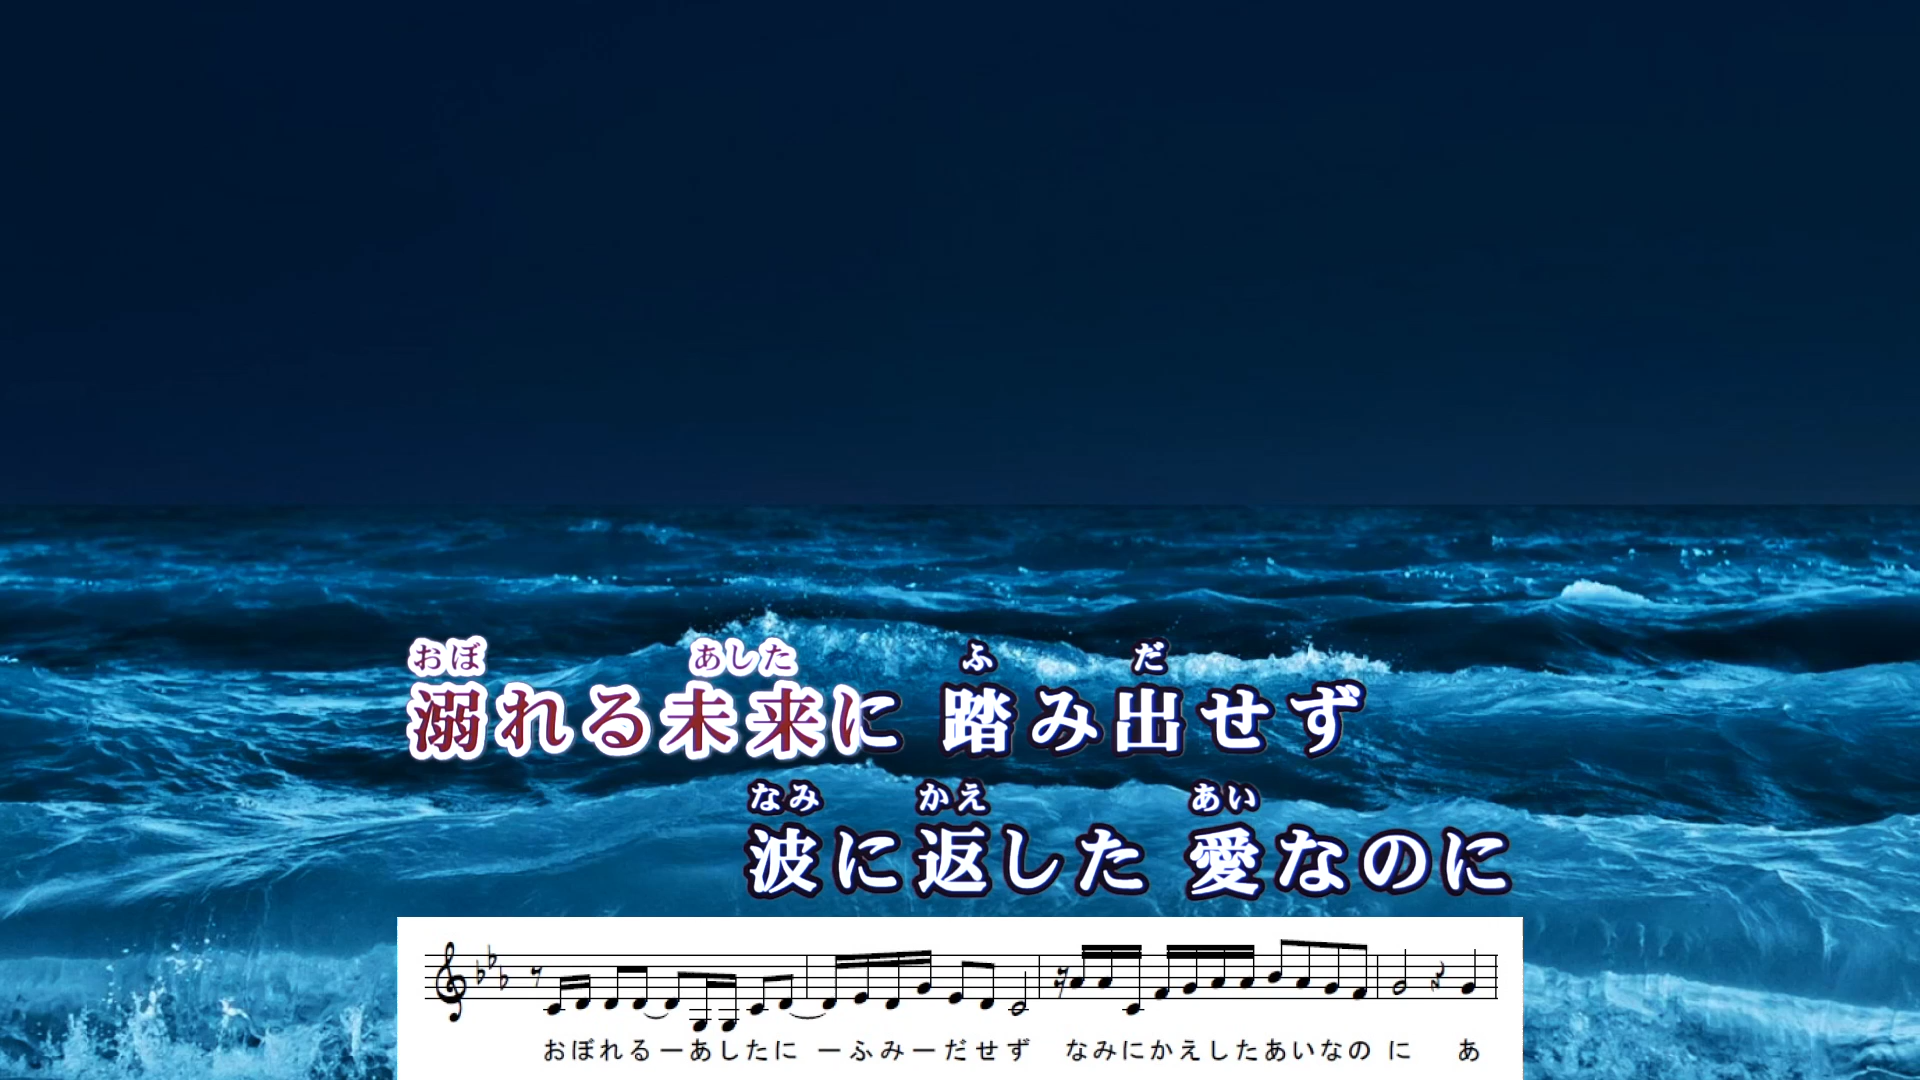 おぼ あした ふ だ
溺れる未来に 踏み出せず
なみ かえ あい
波に返した 愛なのに
おぼれるーあしたに ーふみーだせず なみにかえしたあいなの に あ